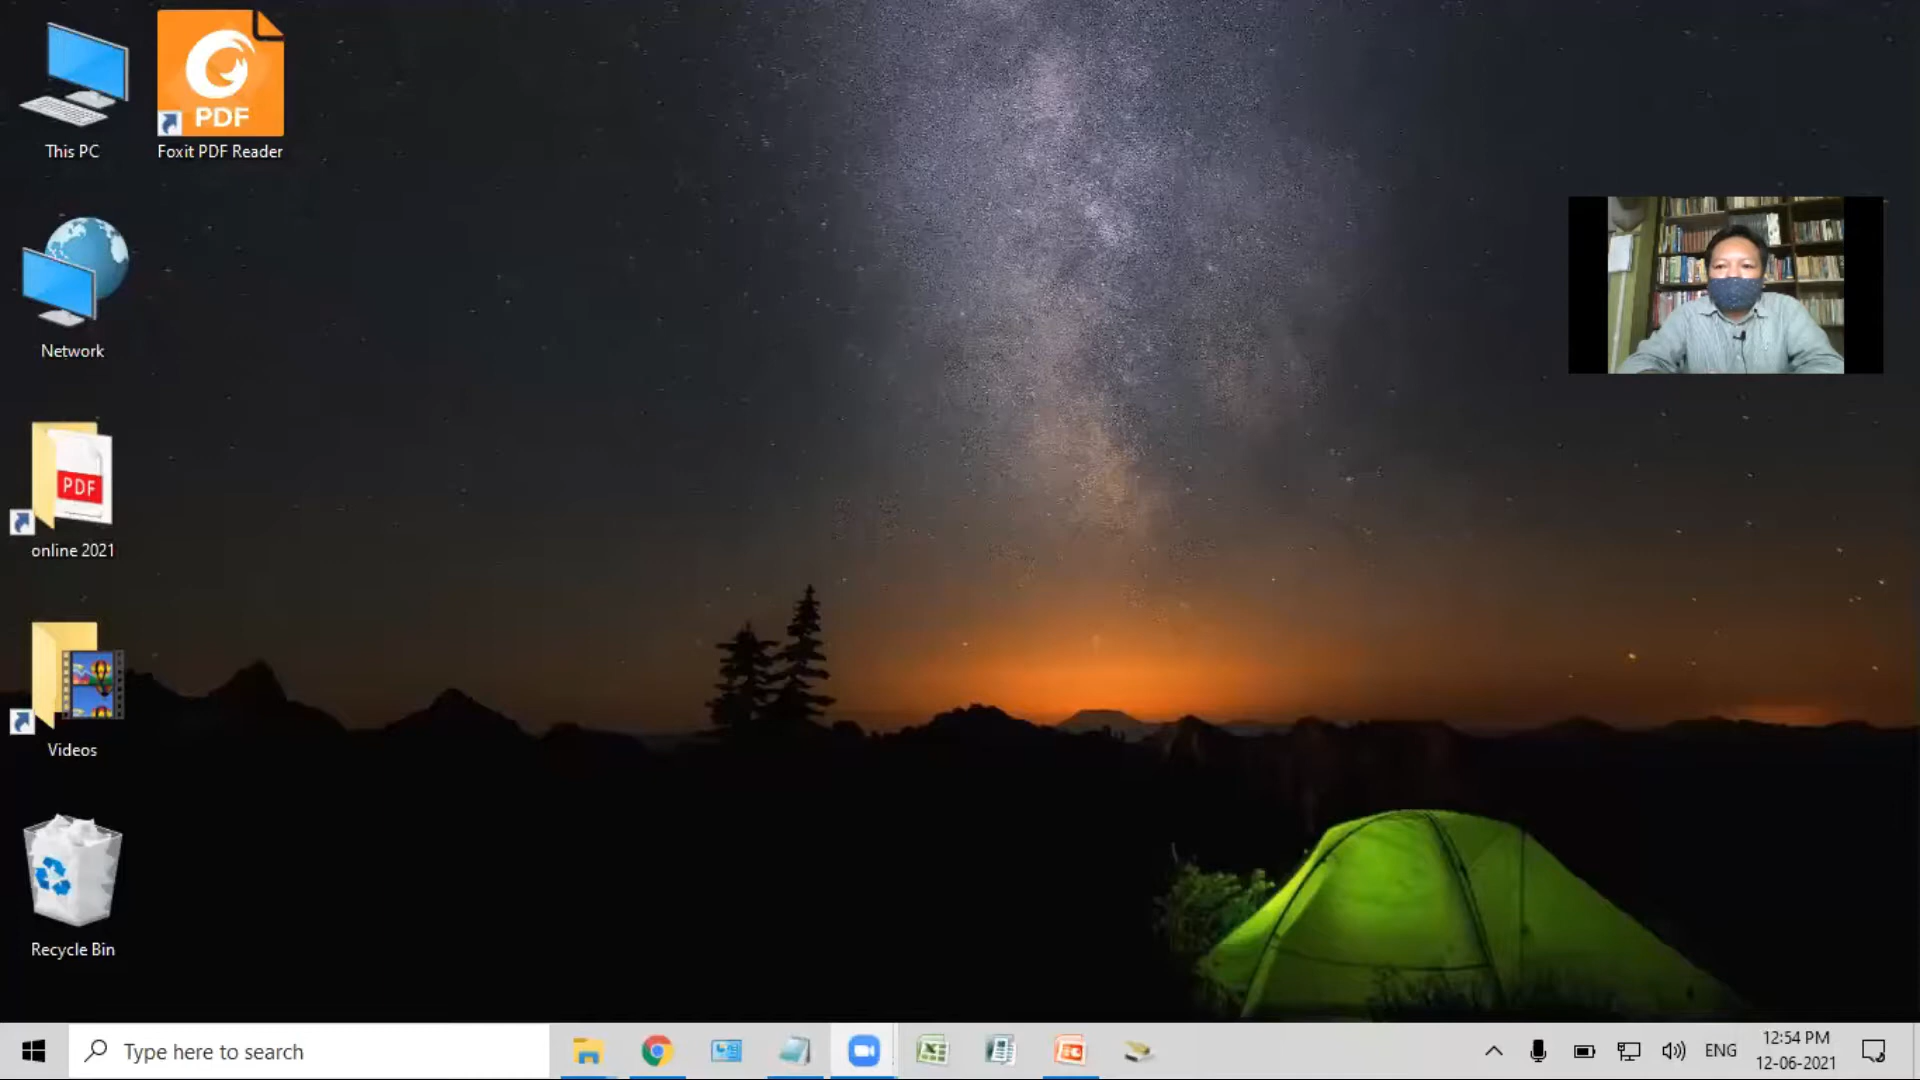 PDF
This PC
Foxit PDF Reader
Network
PDF
online 2021
Videos
Recycle Bin
Type here to search
ENG
12:54 PM
12-06-2021